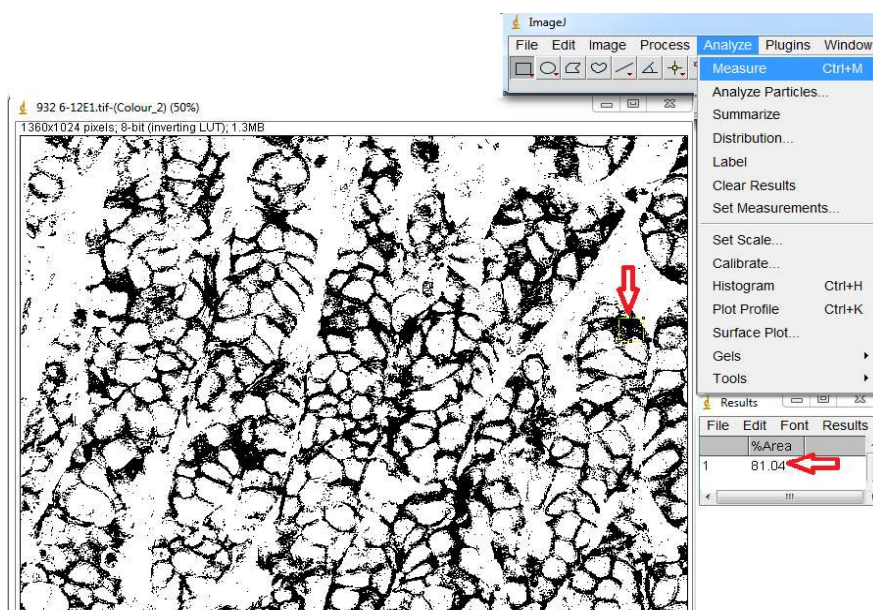 ImageJ
File Edit Image Process Analyze Plugins Window
Measure Ctrl+M
Analyze Particles...
Summarize
Distribution...
Label
Clear Results
Set Measurements...
Set Scale...
Calibrate...
Histogram Ctrl+H
Plot Profile Ctrl+K
Surface Plot...
Gels
Tools
932 6-12E1.tif-(Colour_2) (50%)
1360x1024 pixels; 8-bit (inverting LUT); 1.3MB
Results
File Edit Font Results
%Area
1 81.04